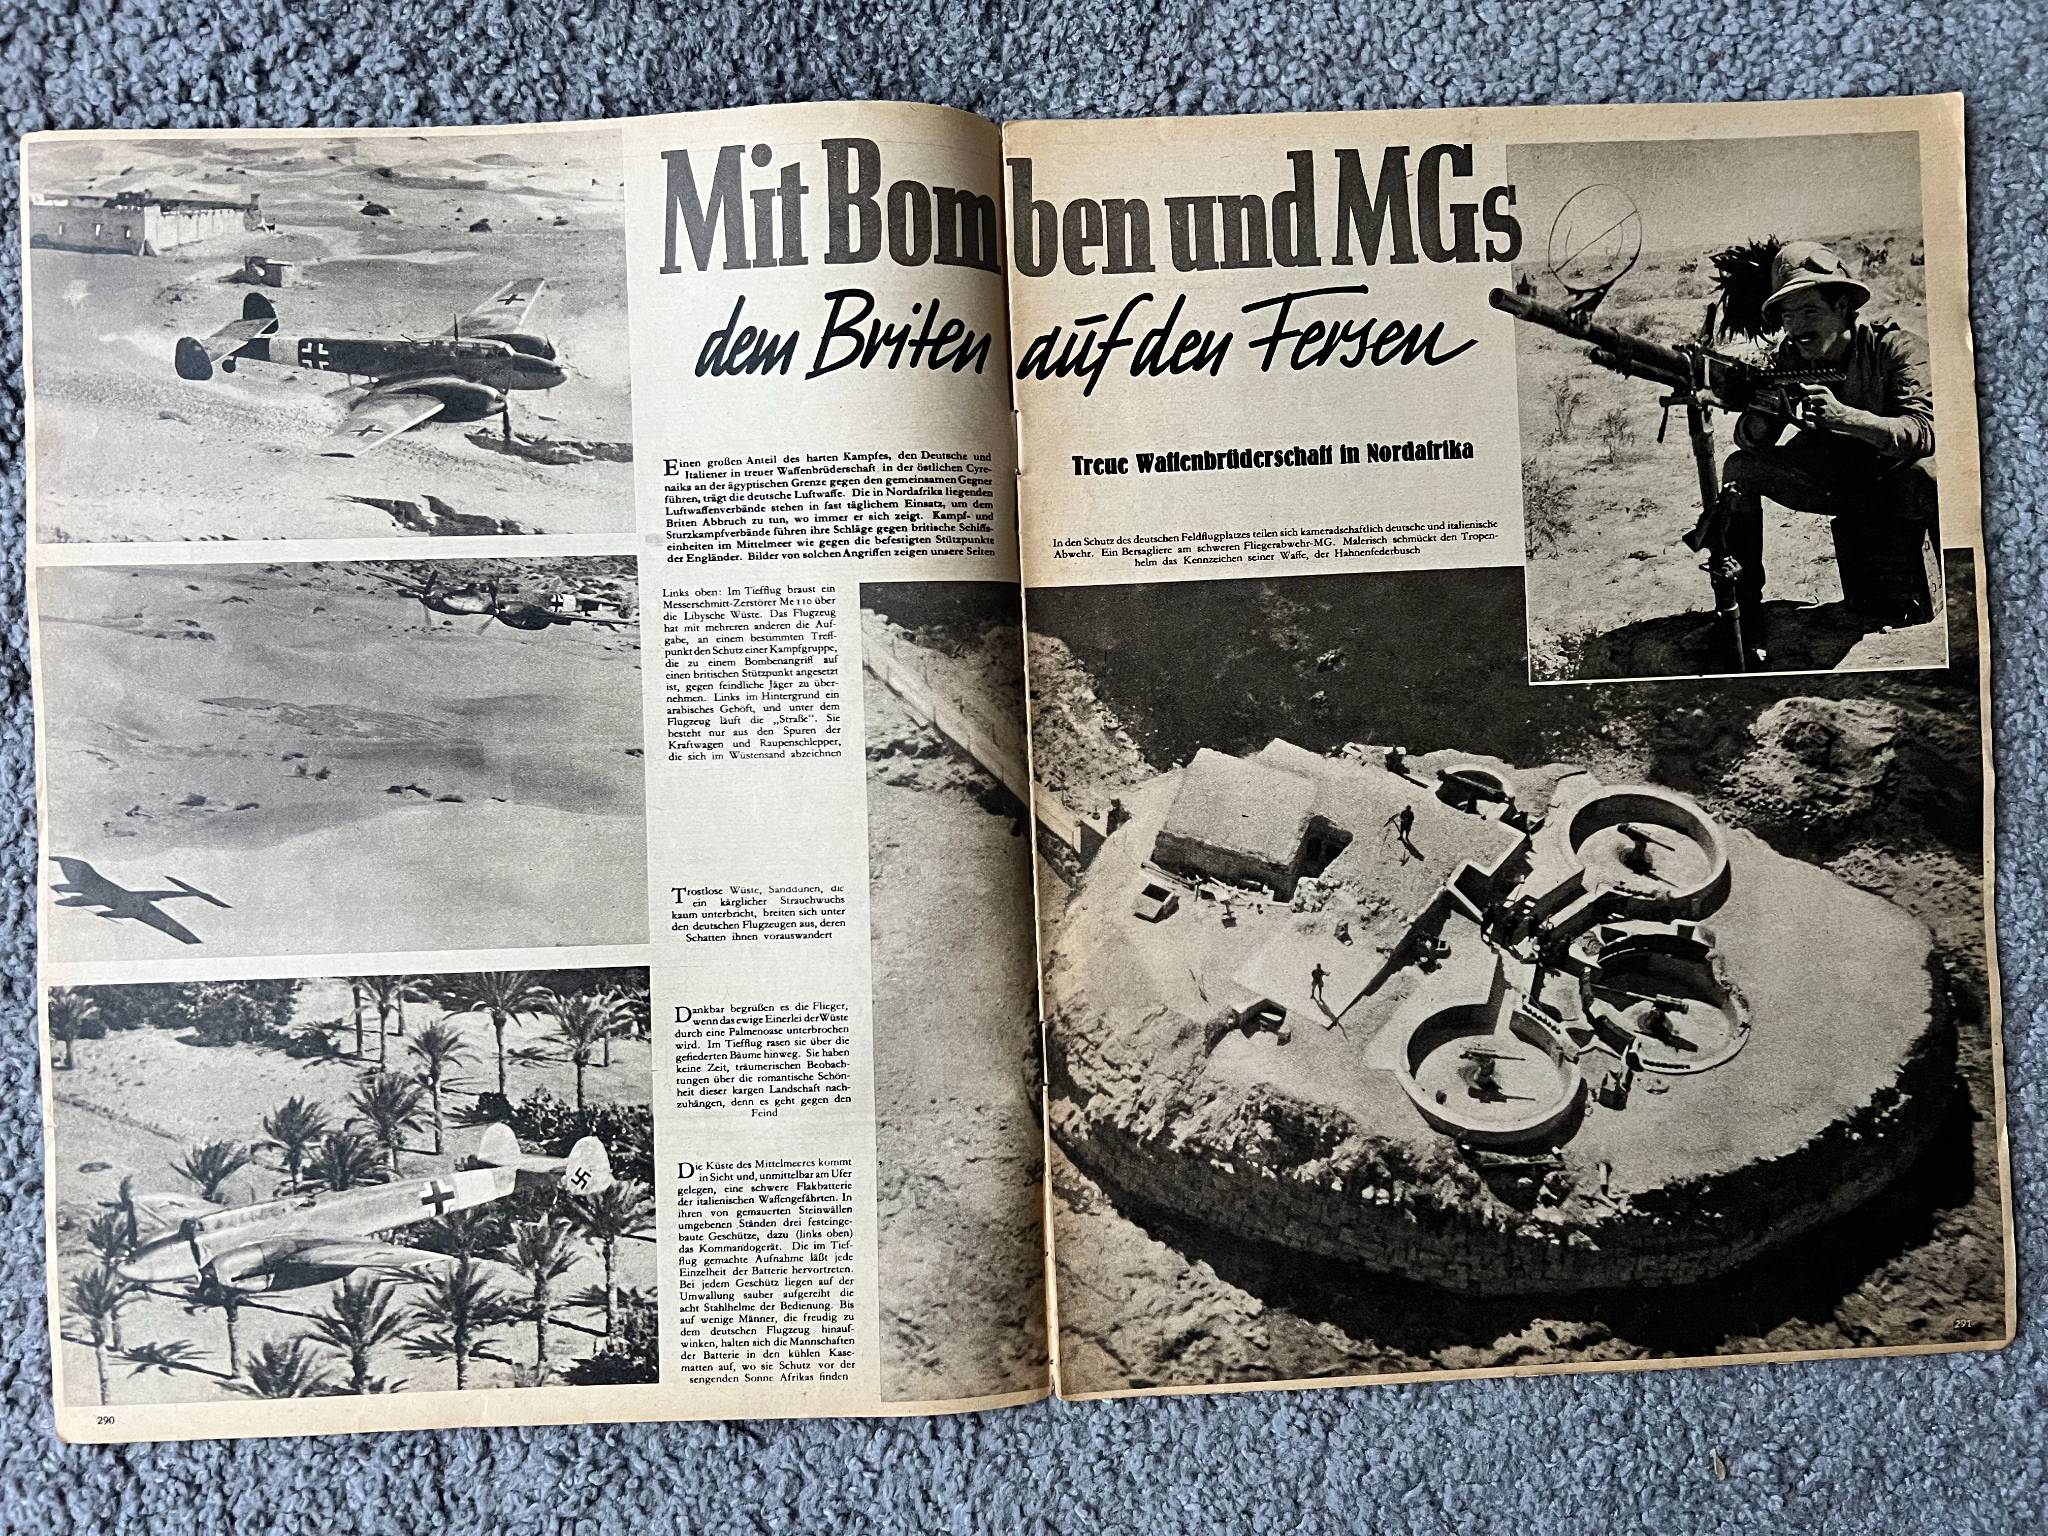 Mit Bomben und MGs
dem Briten auf den Fersen
Treue Waffenbrüderschaft in Nordafrika
Einen großen Anteil des harten Kampfes, den Deutsche und
Italiener in treuer Waffenbrüderschaft in der östlichen Cyre-
naika an der ägyptischen Grenze gegen den gemeinsamen Gegner
führen, trägt die deutsche Luftwaffe. Die in Nordafrika liegenden
Luftwaffenverbände stehen in fast täglichem Einsatz, um dem
Briten Abbruch zu tun, wo immer er sich zeigt. Kampf- und
Sturzkampfverbände führen ihre Schläge gegen britische Schiffs-
einheiten im Mittelmeer wie gegen die befestigten Stützpunkte
der Engländer. Bilder von solchen Angriffen zeigen unsere Seiten
In den Schutz des deutschen Feldflugplatzes teilen sich kameradschaftlich deutsche und italienische
Abwehr. Ein Bersagliere am schweren Fliegerabwehr-MG. Malerisch schmückt den Tropen-
helm das Kennzeichen seiner Waffe, der Hahnenfederbusch
Links oben: Im Tiefflug braust ein
Messerschmitt-Zerstörer Me 110 über
die Libysche Wüste. Das Flugzeug
hat mit mehreren anderen die Auf-
gabe, an einem bestimmten Treff-
punkt den Schutz einer Kampfgruppe,
die zu einem Bombenangriff auf
einen britischen Stützpunkt angesetzt
ist, gegen feindliche Jäger zu über-
nehmen. Links im Hintergrund ein
arabisches Gehöft, und unter dem
Flugzeug läuft die „Straße“. Sie
besteht nur aus den Spuren der
Kraftwagen und Raupenschlepper,
die sich im Wüstensand abzeichnen
Trostlose Wüste, Sanddünen, die
ein kärglicher Strauchwuchs
kaum unterbricht, breiten sich unter
den deutschen Flugzeugen aus, deren
Schatten ihnen vorauswandert
Dankbar begrüßen es die Flieger,
wenn das ewige Einerlei der Wüste
durch eine Palmenoase unterbrochen
wird. Im Tiefflug rasen sie über die
gefiederten Bäume hinweg. Sie haben
keine Zeit, träumerischen Beobach-
tungen über die romantische Schön-
heit dieser kargen Landschaft nach-
zuhängen, denn es geht gegen den
Feind
Die Küste des Mittelmeeres kommt
in Sicht und, unmittelbar am Ufer
gelegen, eine schwere Flakbatterie
der italienischen Waffengefährten. In
ihren von gemauerten Steinwällen
umgebenen Ständen drei festeinge-
baute Geschütze, dazu (links oben)
das Kommandogerät. Die im Tief-
flug gemachte Aufnahme läßt jede
Einzelheit der Batterie hervortreten.
Bei jedem Geschütz liegen auf der
Umwallung sauber aufgereiht die
acht Stahlhelme der Bedienung. Bis
auf wenige Männer, die freudig zu
dem deutschen Flugzeug hinauf-
winken, halten sich die Mannschaften
der Batterie in den kühlen Kase-
matten auf, wo sie Schutz vor der
sengenden Sonne Afrikas finden
290
291